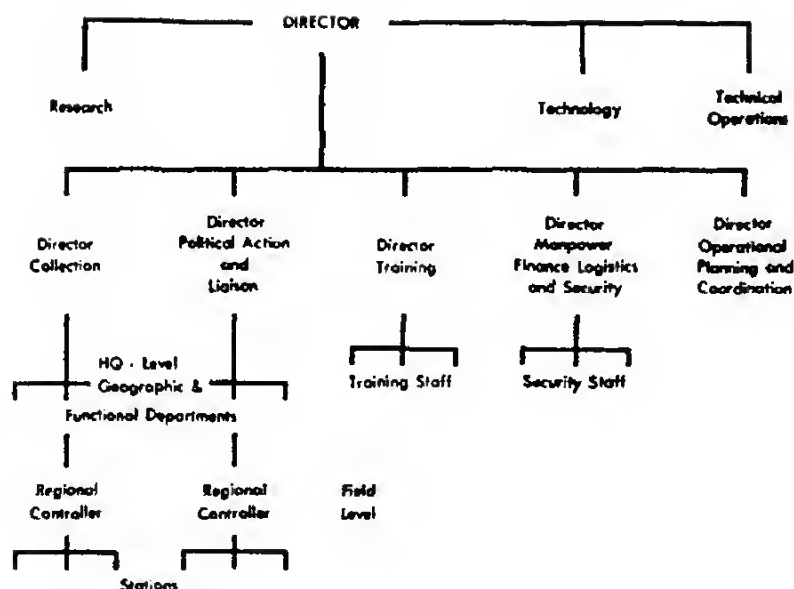 DIRECTOR
Research
Technology
Technical
Operations
Director
Collection
Director
Political Action
and
Liaison
Director
Training
Director
Manpower
Finance Logistics
and Security
Director
Operational
Planning and
Coordination
HQ - Level
Geographic &
Functional Departments
Training Staff
Security Staff
Regional
Controller
Regional
Controller
Field
Level
Stations